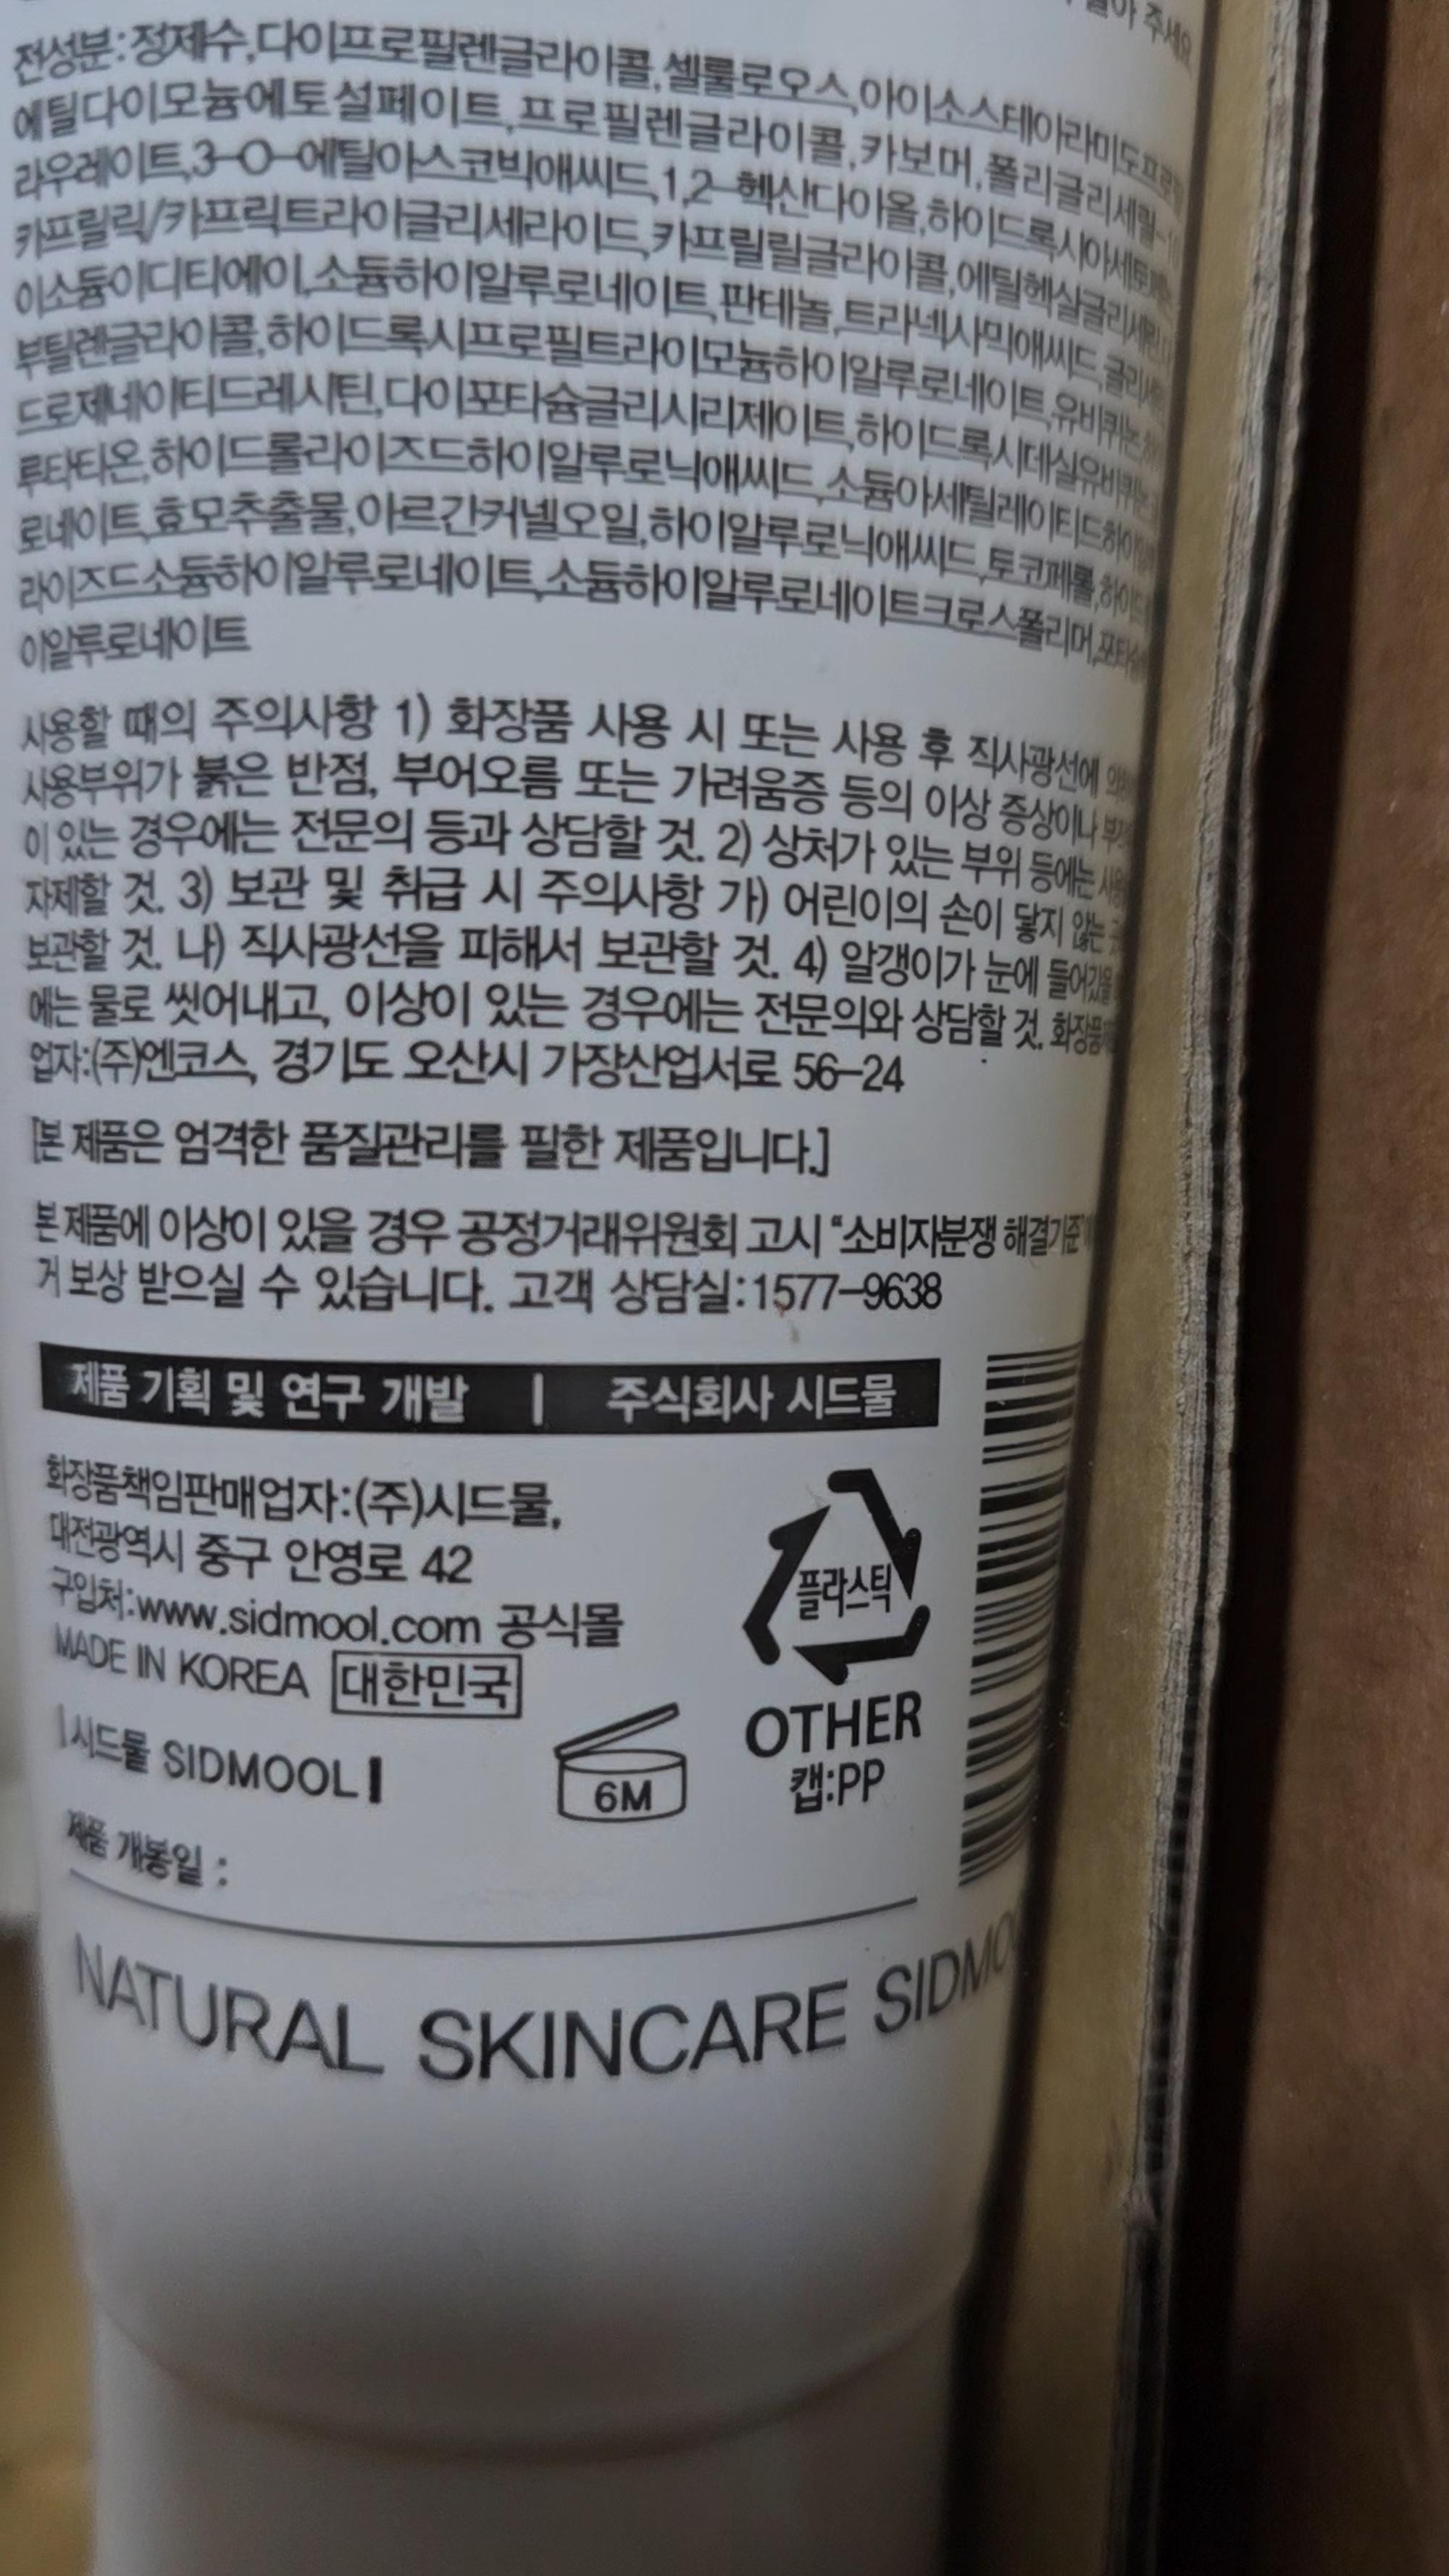 전성분:정제수,다이프로필렌글라이콜,셀룰로오스,아이소스테아라미도프로필
에틸다이모늄에토설페이트,프로필렌글라이콜,카보머,폴리글리세릴-10
라우레이트,3-O-에틸아스코빅애씨드,1,2-헥산다이올,하이드록시아세토페논
카프릴릭/카프릭트라이글리세라이드,카프릴릴글라이콜,에틸헥실글리세린
이소듐이디티에이,소듐하이알루로네이트,판테놀,트라넥사믹애씨드,글리세린
부틸렌글라이콜,하이드록시프로필트라이모늄하이알루로네이트,유비퀴논
드로제네이티드레시틴,다이포타슘글리시리제이트,하이드록시데실유비퀴논
루타티온,하이드롤라이즈드하이알루로닉애씨드,소듐아세틸레이티드하이알
로네이트,효모추출물,아르간커넬오일,하이알루로닉애씨드,토코페롤,하이드
라이즈드소듐하이알루로네이트,소듐하이알루로네이트크로스폴리머,포타슘
이알루로네이트
사용할 때의 주의사항 1) 화장품 사용 시 또는 사용 후 직사광선에
사용부위가 붉은 반점, 부어오름 또는 가려움증 등의 이상 증상이나
이 있는 경우에는 전문의 등과 상담할 것. 2) 상처가 있는 부위 등에는
자제할 것. 3) 보관 및 취급 시 주의사항 가) 어린이의 손이 닿지 않는
보관할 것. 나) 직사광선을 피해서 보관할 것. 4) 알갱이가 눈에 들어갔을
에는 물로 씻어내고, 이상이 있는 경우에는 전문의와 상담할 것. 화장품
업자:(주)엔코스, 경기도 오산시 가장산업서로 56-24
[본 제품은 엄격한 품질관리를 필한 제품입니다.]
본 제품에 이상이 있을 경우 공정거래위원회 고시 “소비자분쟁 해결기준”
거 보상 받으실 수 있습니다. 고객 상담실:1577-9638
제품 기획 및 연구 개발 | 주식회사 시드물
화장품책임판매업자:(주)시드물,
대전광역시 중구 안영로 42
구입처:www.sidmool.com 공식몰
MADE IN KOREA 대한민국
플라스틱
OTHER
캡:PP
시드물 SIDMOOL
6M
제품 개봉일 :
NATURAL SKINCARE SIDMO